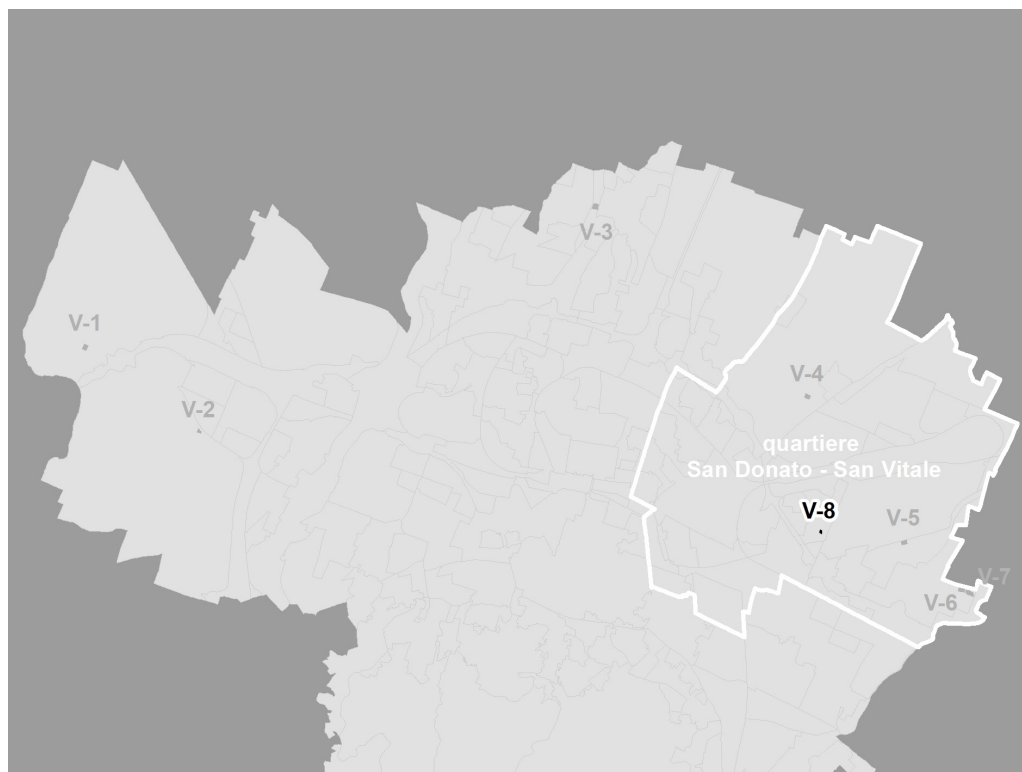 V-3
V-1
V-4
V-2
quartiere
San Donato - San Vitale
V-8
V-5
V-7
V-6